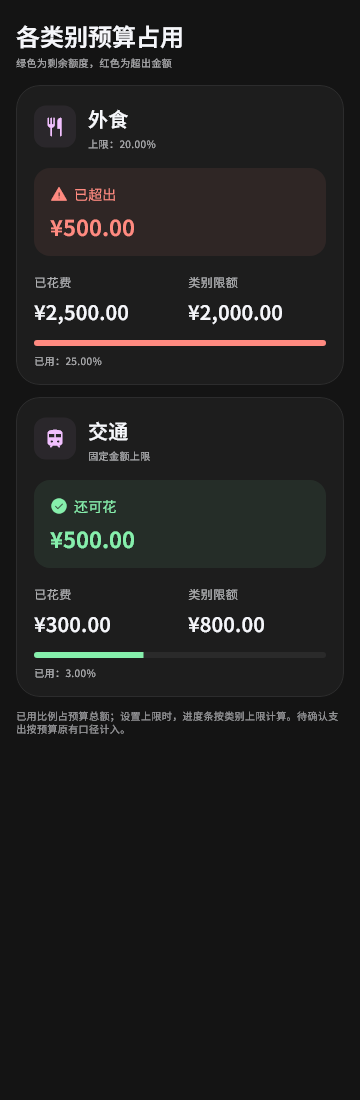 各类别预算占用
绿色为剩余额度，红色为超出金额
外食
上限：20.00%
已超出
¥500.00
已花费
类别限额
¥2,500.00
¥2,000.00
已用：25.00%
交通
固定金额上限
还可花
¥500.00
已花费
类别限额
¥300.00
¥800.00
已用：3.00%
已用比例占预算总额；设置上限时，进度条按类别上限计算。待确认支
出按预算原有口径计入。